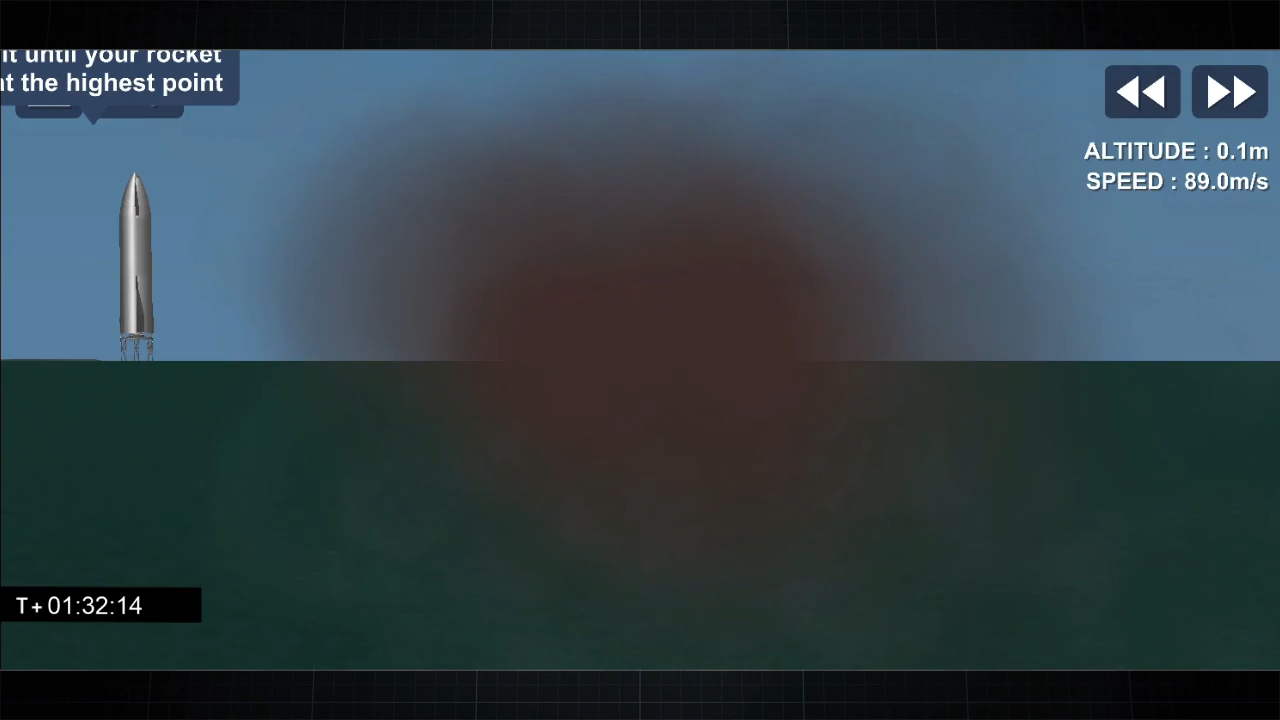 it until your rocket
at the highest point
ALTITUDE : 0.1m
SPEED : 89.0m/s
T+ 01:32:14